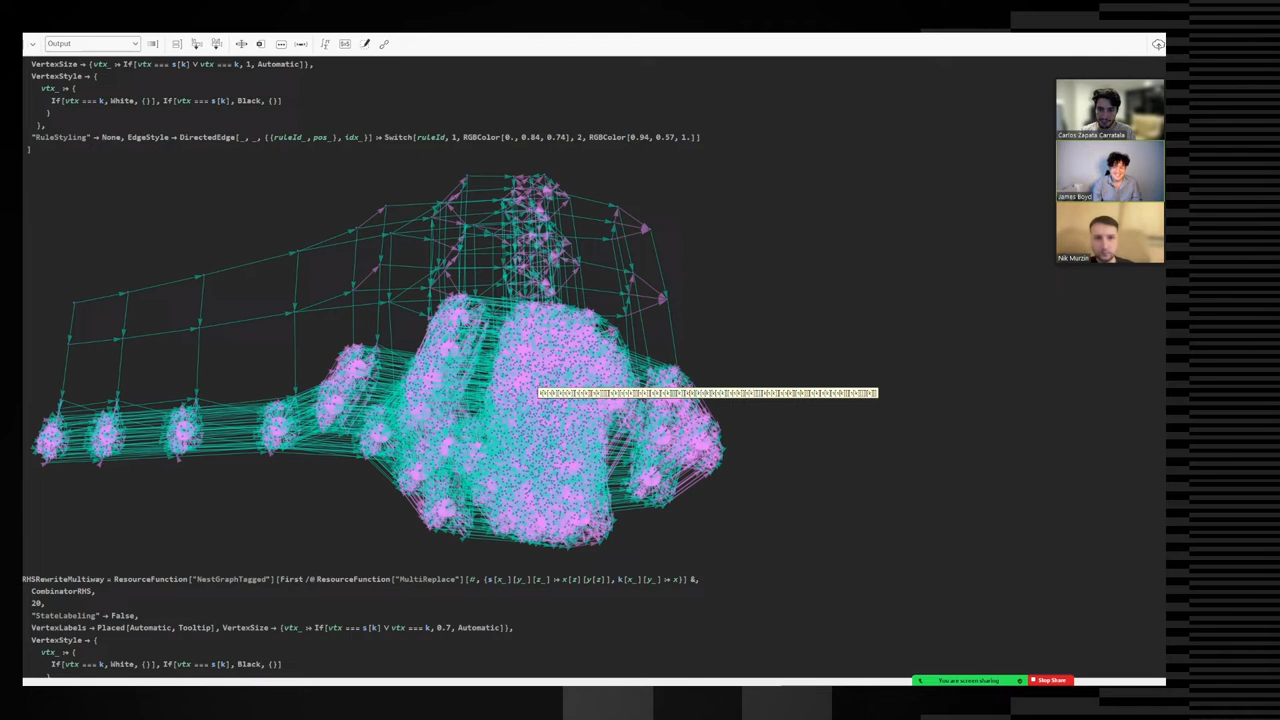 Output
VertexSize → {vtx_ :> If[vtx === s[k] ∨ vtx === k, 1, Automatic]},
VertexStyle → {
vtx_ :> {
If[vtx === k, White, {}], If[vtx === s[k], Black, {}]
}
},
"RuleStyling" → None, EdgeStyle → DirectedEdge[_, _, {{ruleId_, pos_}, idx_}] :> Switch[ruleId, 1, RGBColor[0., 0.84, 0.74], 2, RGBColor[0.94, 0.57, 1.]]
]
Carlos Zapata Carratala
James Boyd
Nik Murzin
RHSRewriteMultiway = ResourceFunction["NestGraphTagged"][First /@ ResourceFunction["MultiReplace"][#, {s[x_][y_][z_] :> x[z][y[z]], k[x_][y_] :> x}] &,
CombinatorRHS,
20,
"StateLabeling" → False,
VertexLabels → Placed[Automatic, Tooltip], VertexSize → {vtx_ :> If[vtx === s[k] ∨ vtx === k, 0.7, Automatic]},
VertexStyle → {
vtx_ :> {
If[vtx === k, White, {}], If[vtx === s[k], Black, {}]
You are screen sharing
Stop Share